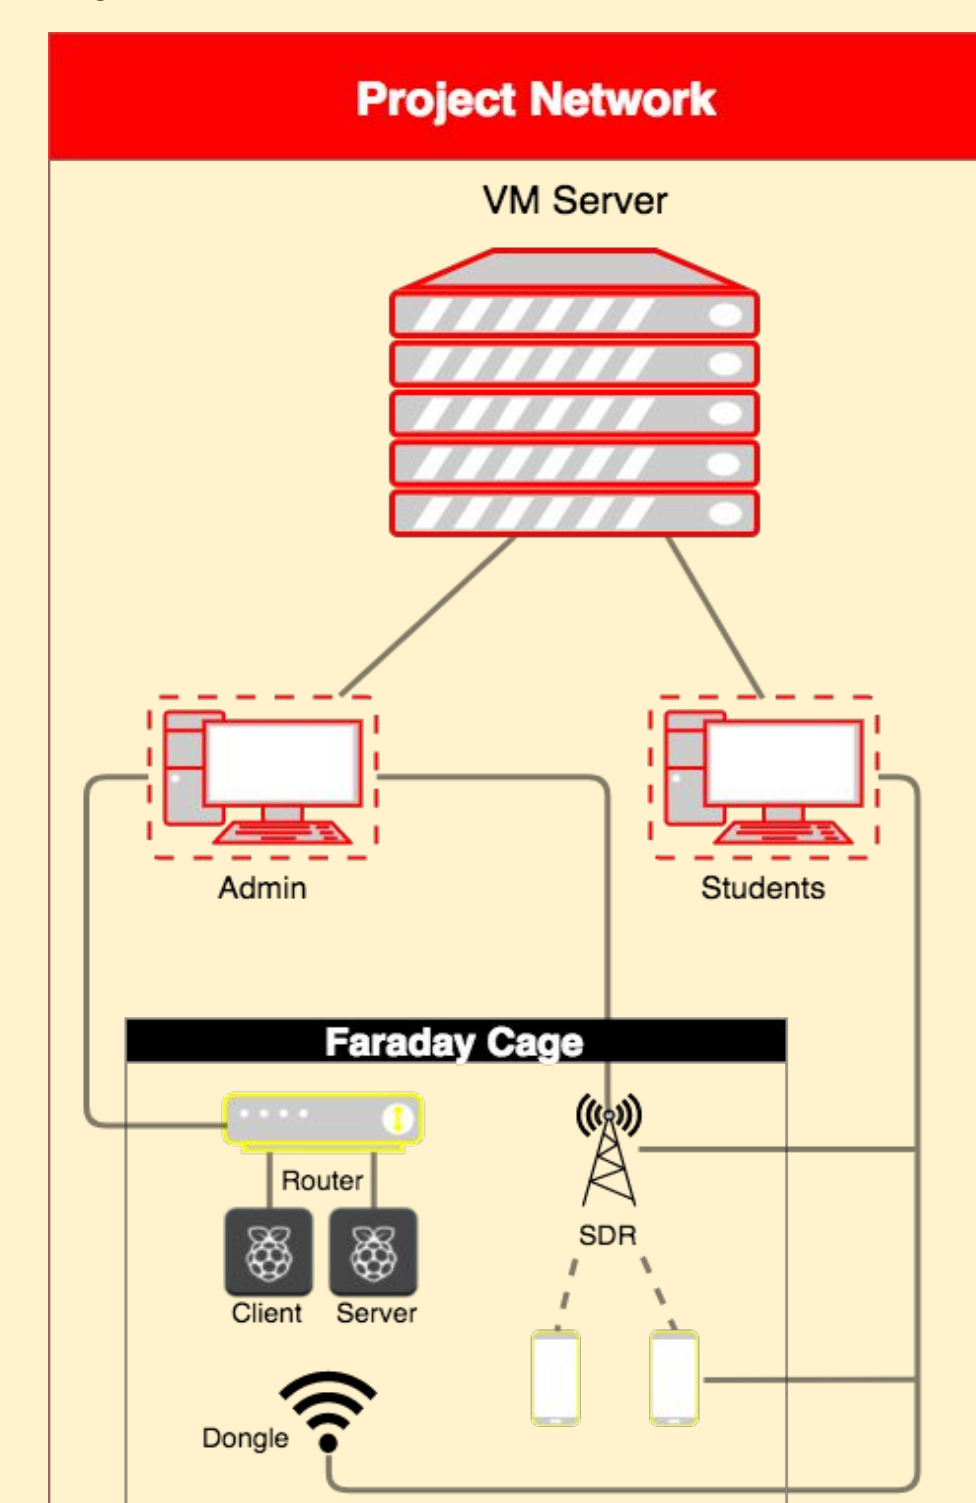 Project Network
VM Server
Admin
Students
Faraday Cage
Router
SDR
Client
Server
Dongle